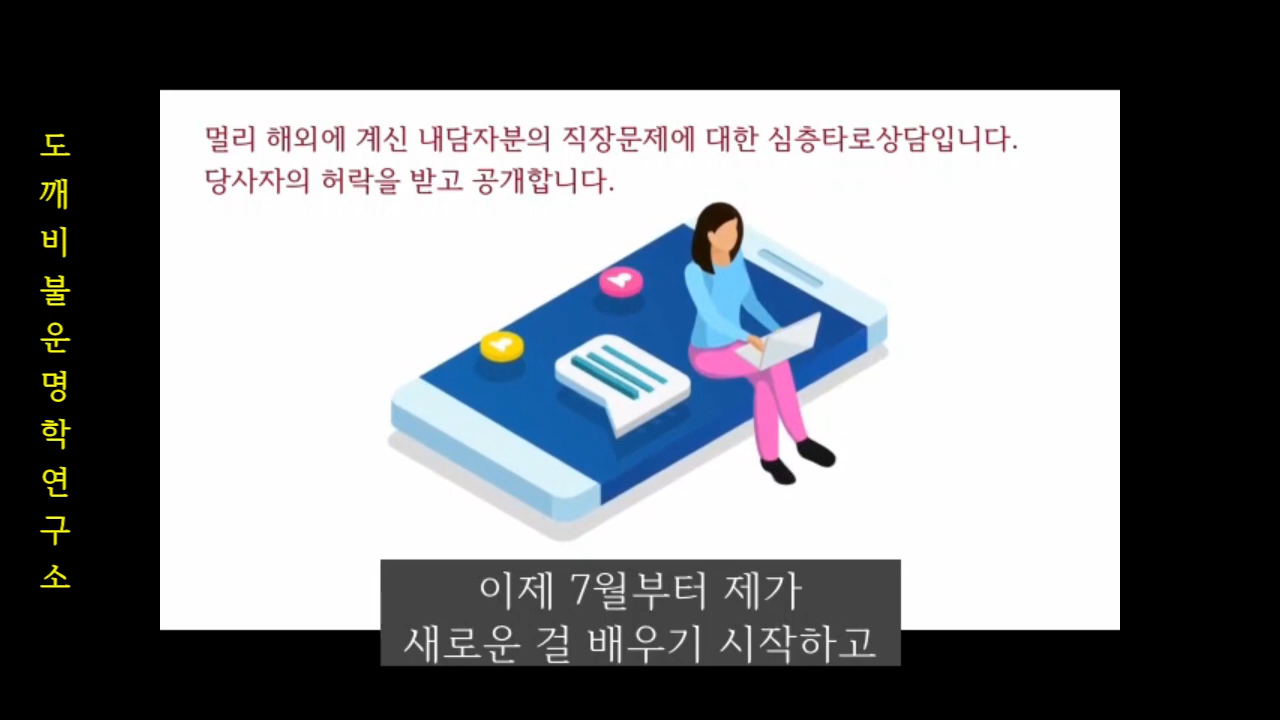 도깨비불운명학연구소
멀리 해외에 계신 내담자분의 직장문제에 대한 심층타로상담입니다.
당사자의 허락을 받고 공개합니다.
이제 7월부터 제가
새로운 걸 배우기 시작하고